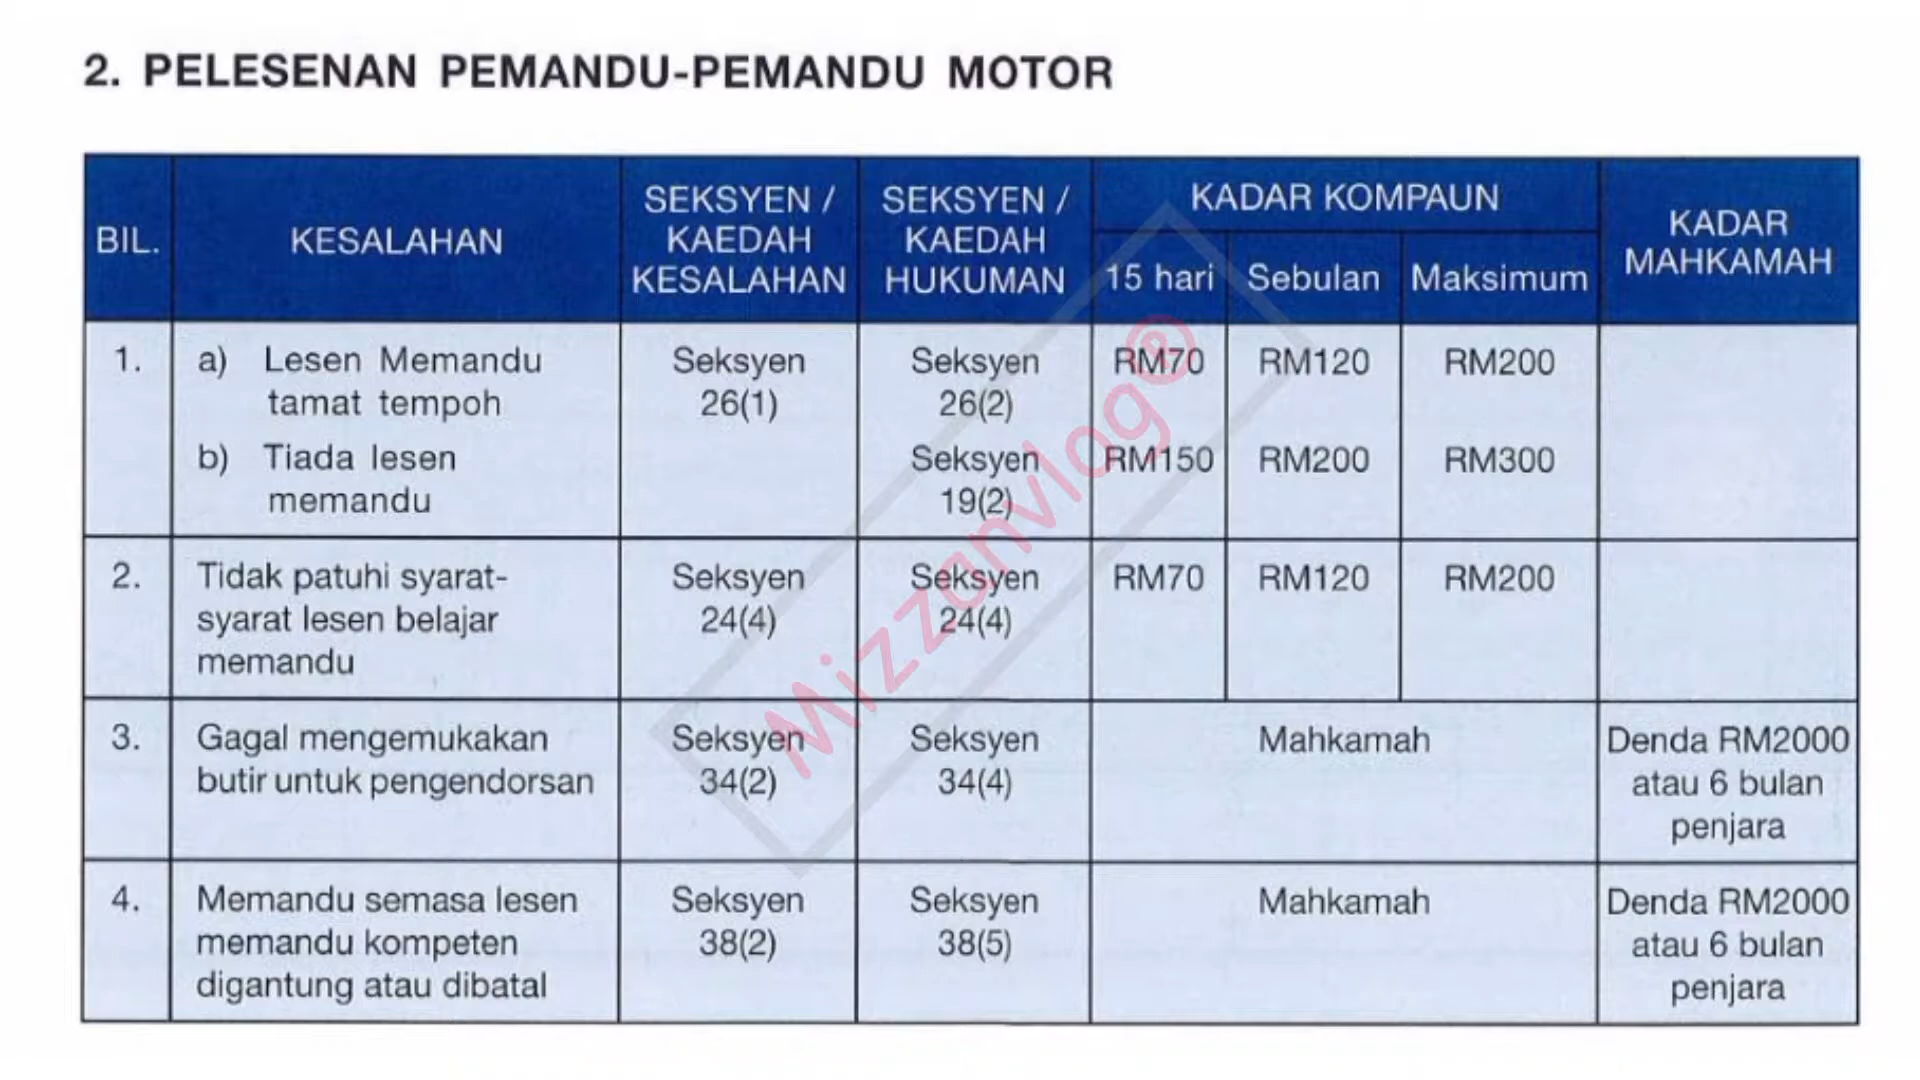 2. PELESENAN PEMANDU-PEMANDU MOTOR
BIL.
KESALAHAN
SEKSYEN /
KAEDAH
KESALAHAN
SEKSYEN /
KAEDAH
HUKUMAN
KADAR KOMPAUN
15 hari
Sebulan
Maksimum
KADAR
MAHKAMAH
1.
a) Lesen Memandu
tamat tempoh
Seksyen
26(1)
Seksyen
26(2)
RM70
RM120
RM200
b) Tiada lesen
memandu
Seksyen
19(2)
RM150
RM200
RM300
2.
Tidak patuhi syarat-
syarat lesen belajar
memandu
Seksyen
24(4)
Seksyen
24(4)
RM70
RM120
RM200
3.
Gagal mengemukakan
butir untuk pengendorsan
Seksyen
34(2)
Seksyen
34(4)
Mahkamah
Denda RM2000
atau 6 bulan
penjara
4.
Memandu semasa lesen
memandu kompeten
digantung atau dibatal
Seksyen
38(2)
Seksyen
38(5)
Mahkamah
Denda RM2000
atau 6 bulan
penjara
Mizzanvlog®